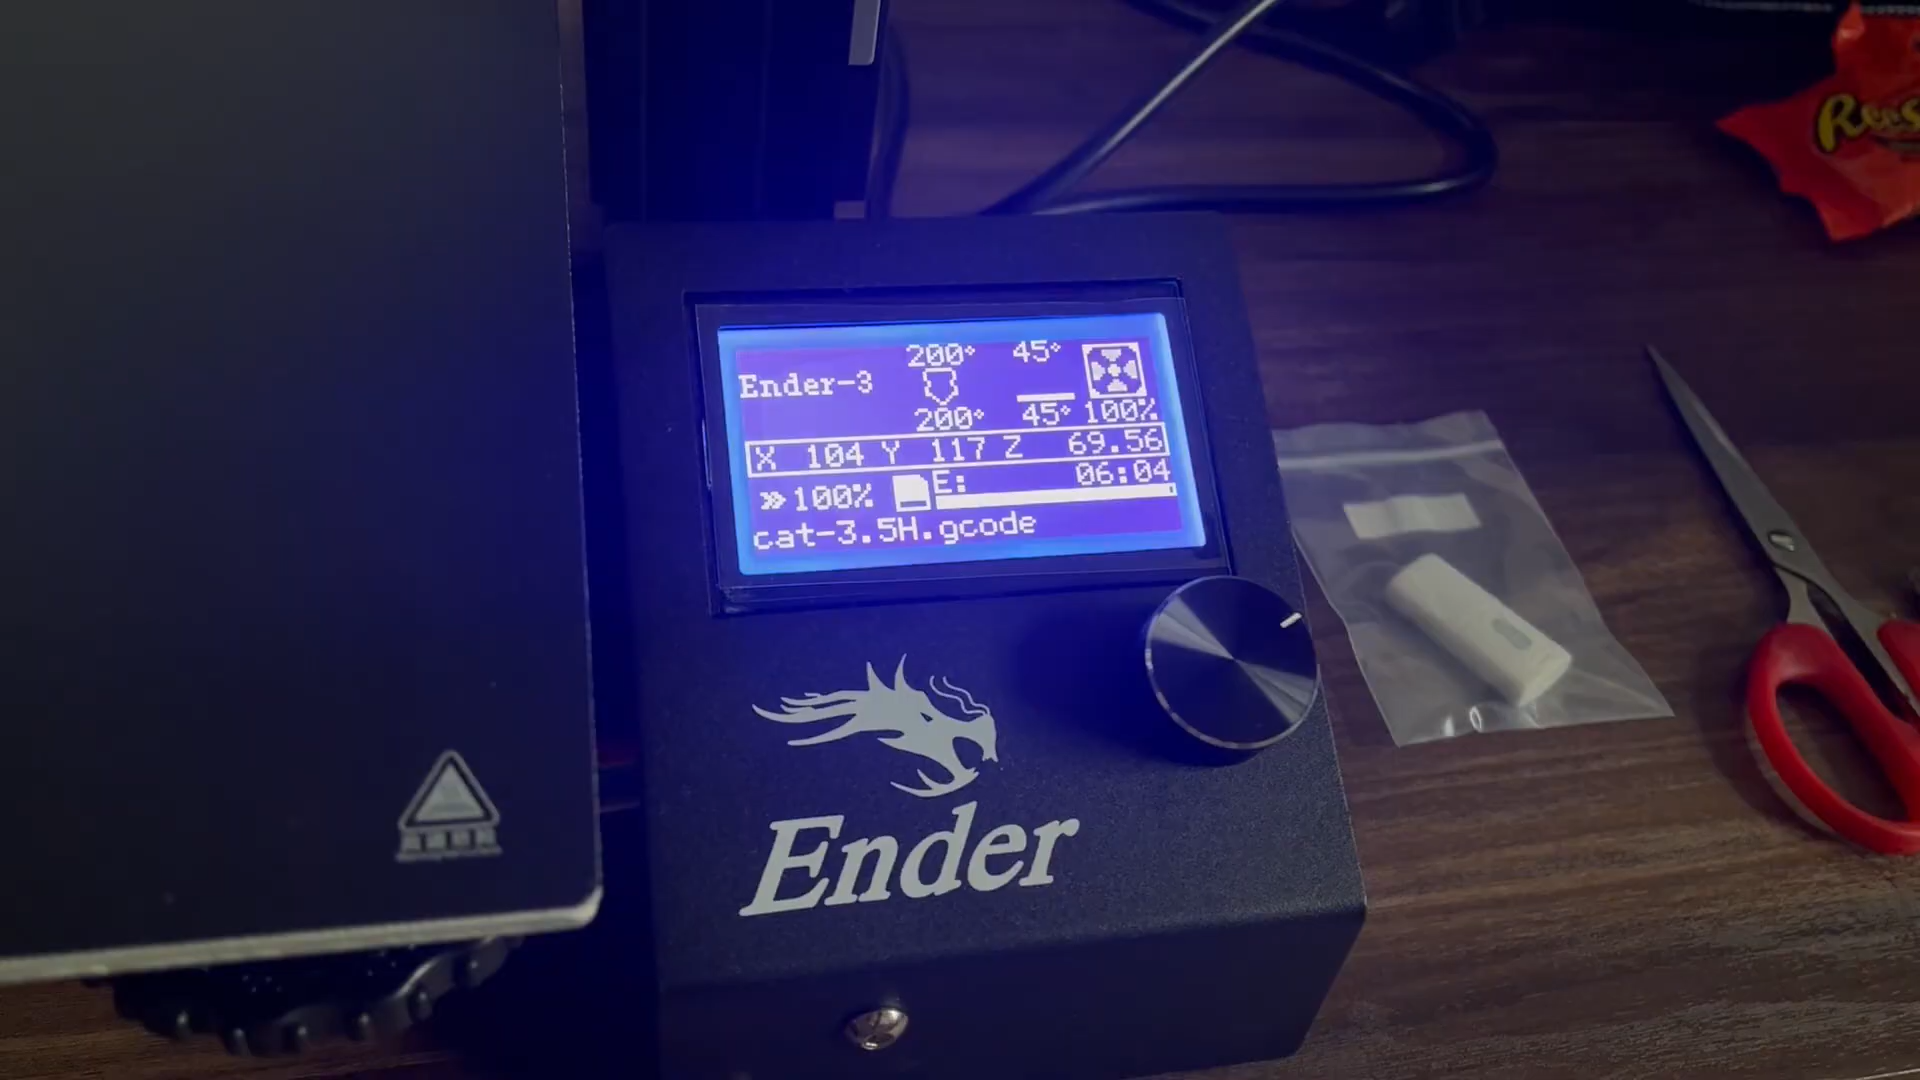 200° 45°
Ender-3
200° 45° 100%
X 104 Y 117 Z 69.56
E: 06:04
»100%
cat-3.5H.gcode
Ender